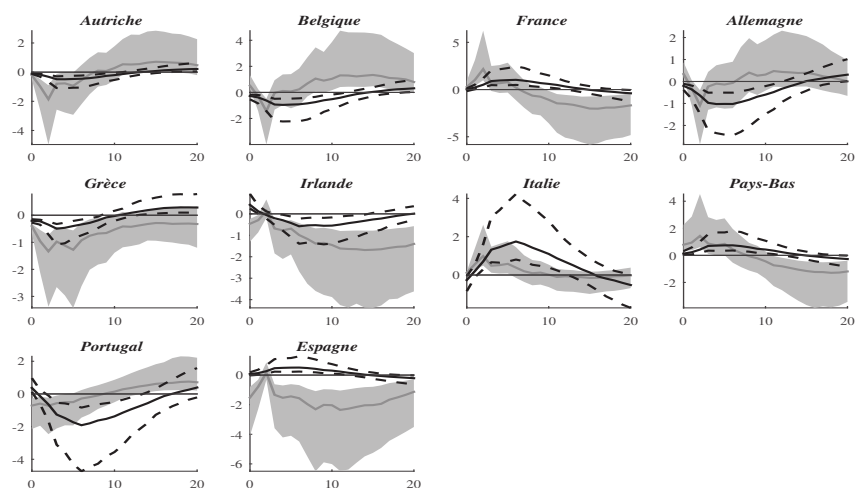 Autriche Belgique France Allemagne
2 0 -2 -4 0 10 20
4 2 0 -2 0 10 20
5 0 -5 0 10 20
2 1 0 -1 -2 0 10 20
Grèce Irlande Italie Pays-Bas
0 -1 -2 -3 0 10 20
0 -1 -2 -3 -4 0 10 20
4 2 0 0 10 20
4 2 0 -2 0 10 20
Portugal Espagne
2 0 -2 -4 0 10 20
0 -2 -4 -6 0 10 20